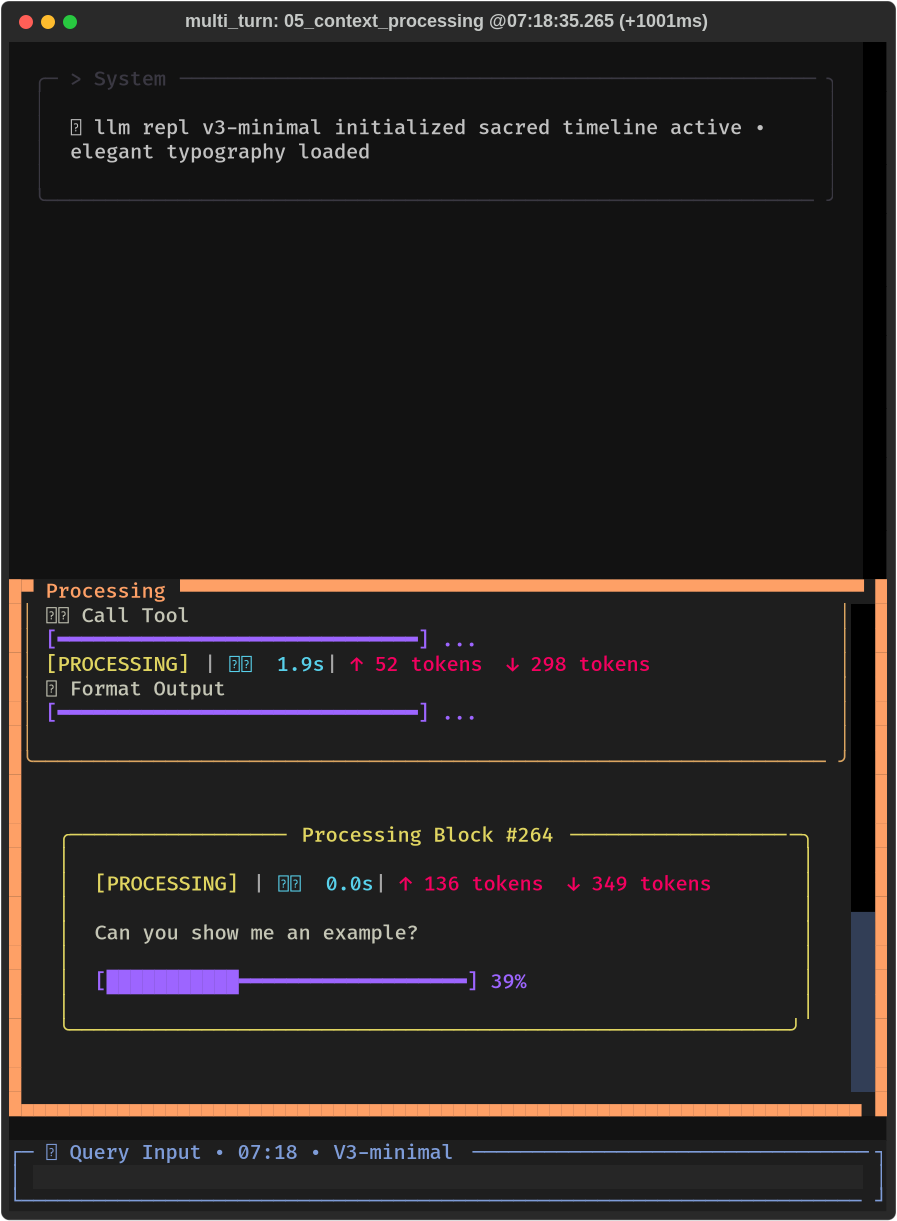 multi_turn: 05_context_processing @07:18:35.265 (+1001ms)
> System
llm repl v3-minimal initialized sacred timeline active •
elegant typography loaded
Processing
Call Tool
[] ...
[PROCESSING] | 1.9s| ↑ 52 tokens ↓ 298 tokens
Format Output
[] ...
Processing Block #264
[PROCESSING] | 0.0s| ↑ 136 tokens ↓ 349 tokens
Can you show me an example?
[] 39%
Query Input • 07:18 • V3-minimal